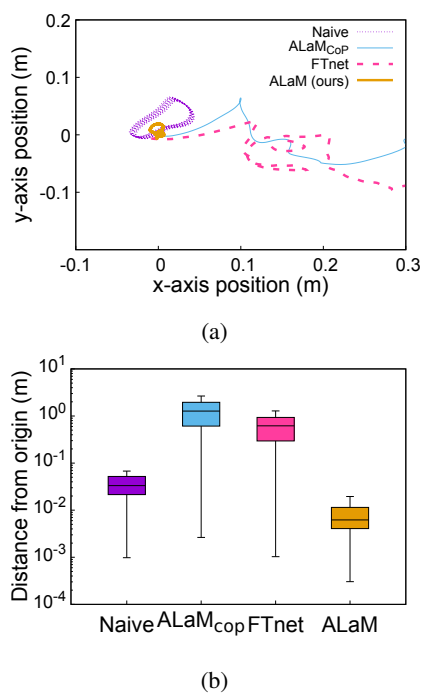 0.2
0.1
0
-0.1
-0.1
0
0.1
0.2
0.3
y-axis position (m)
x-axis position (m)
Naive
ALaM_CoP
FTnet
ALaM (ours)
(a)
10^1
10^0
10^-1
10^-2
10^-3
10^-4
Distance from origin (m)
Naive ALaM_cop FTnet ALaM
(b)